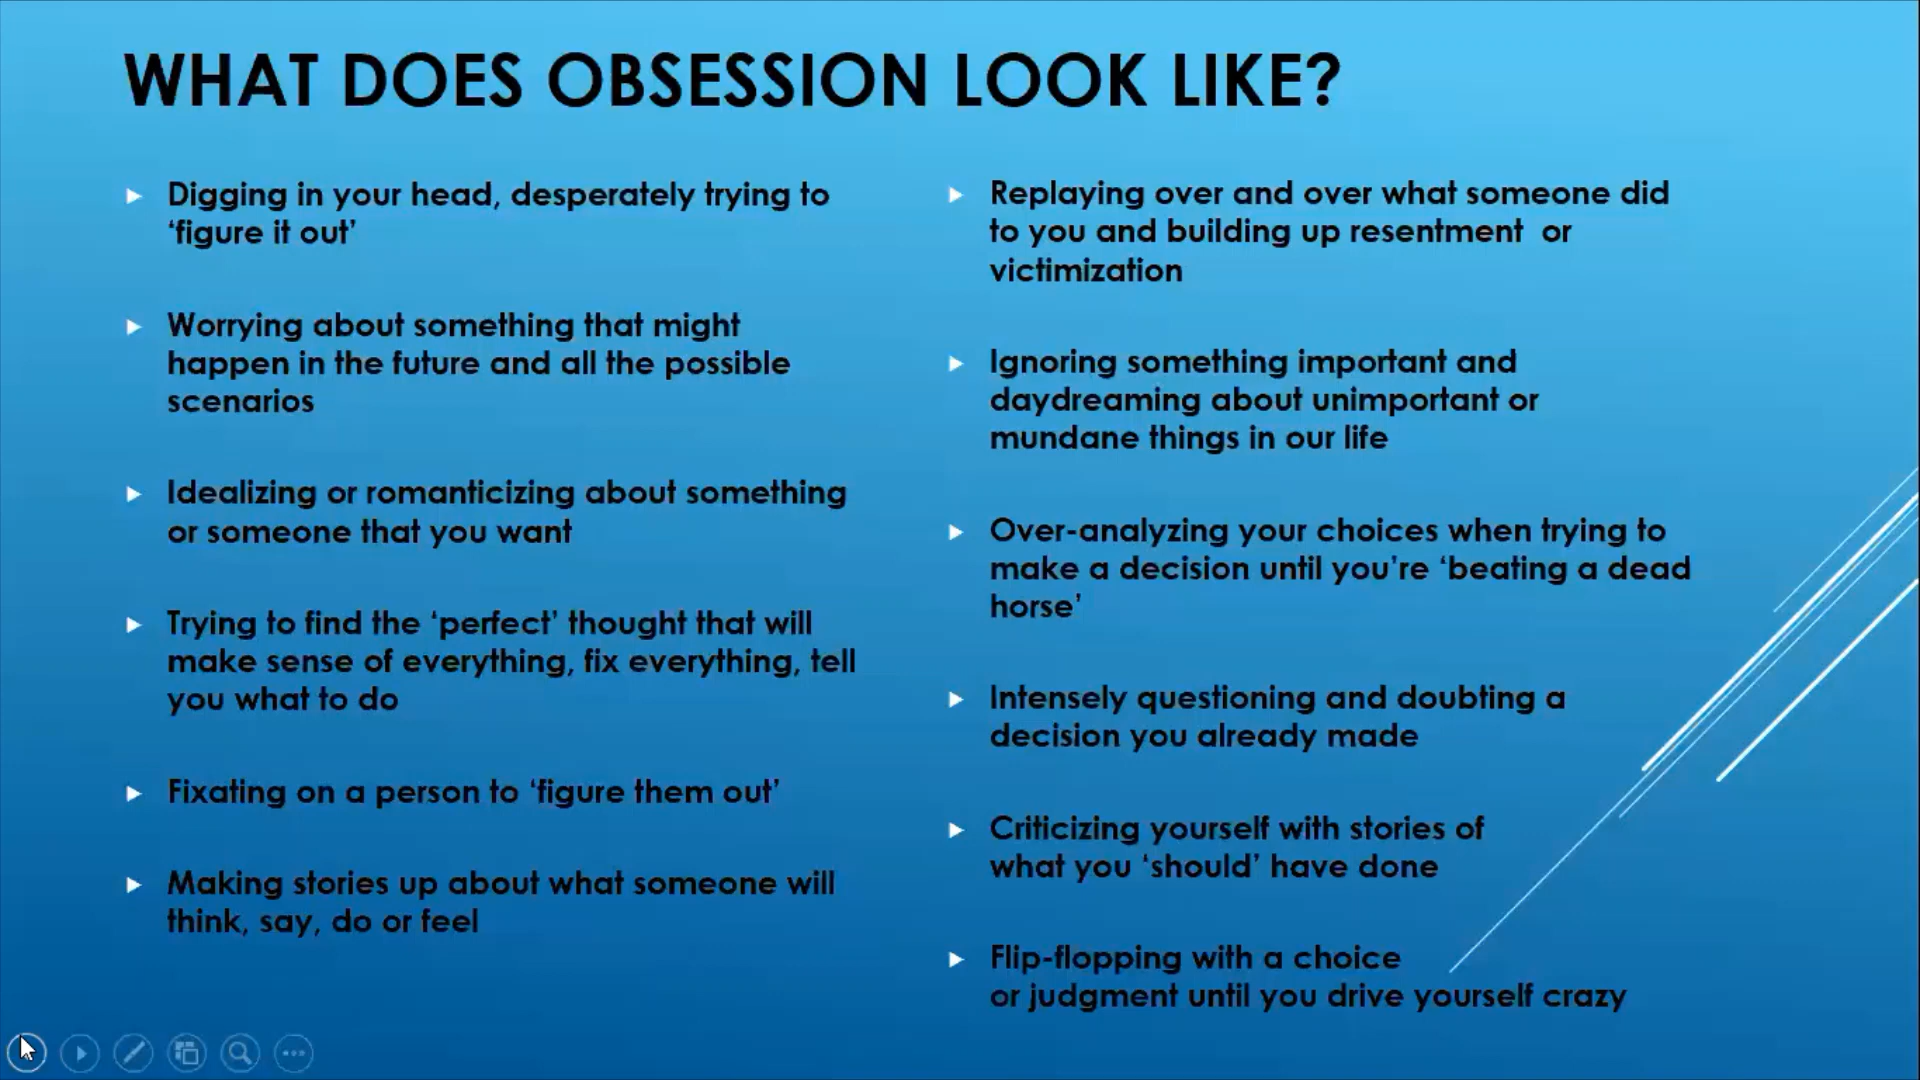 WHAT DOES OBSESSION LOOK LIKE?
Digging in your head, desperately trying to
‘figure it out’
Worrying about something that might
happen in the future and all the possible
scenarios
Idealizing or romanticizing about something
or someone that you want
Trying to find the ‘perfect’ thought that will
make sense of everything, fix everything, tell
you what to do
Fixating on a person to ‘figure them out’
Making stories up about what someone will
think, say, do or feel
Replaying over and over what someone did
to you and building up resentment  or
victimization
Ignoring something important and
daydreaming about unimportant or
mundane things in our life
Over-analyzing your choices when trying to
make a decision until you’re ‘beating a dead
horse’
Intensely questioning and doubting a
decision you already made
Criticizing yourself with stories of
what you ‘should’ have done
Flip-flopping with a choice
or judgment until you drive yourself crazy